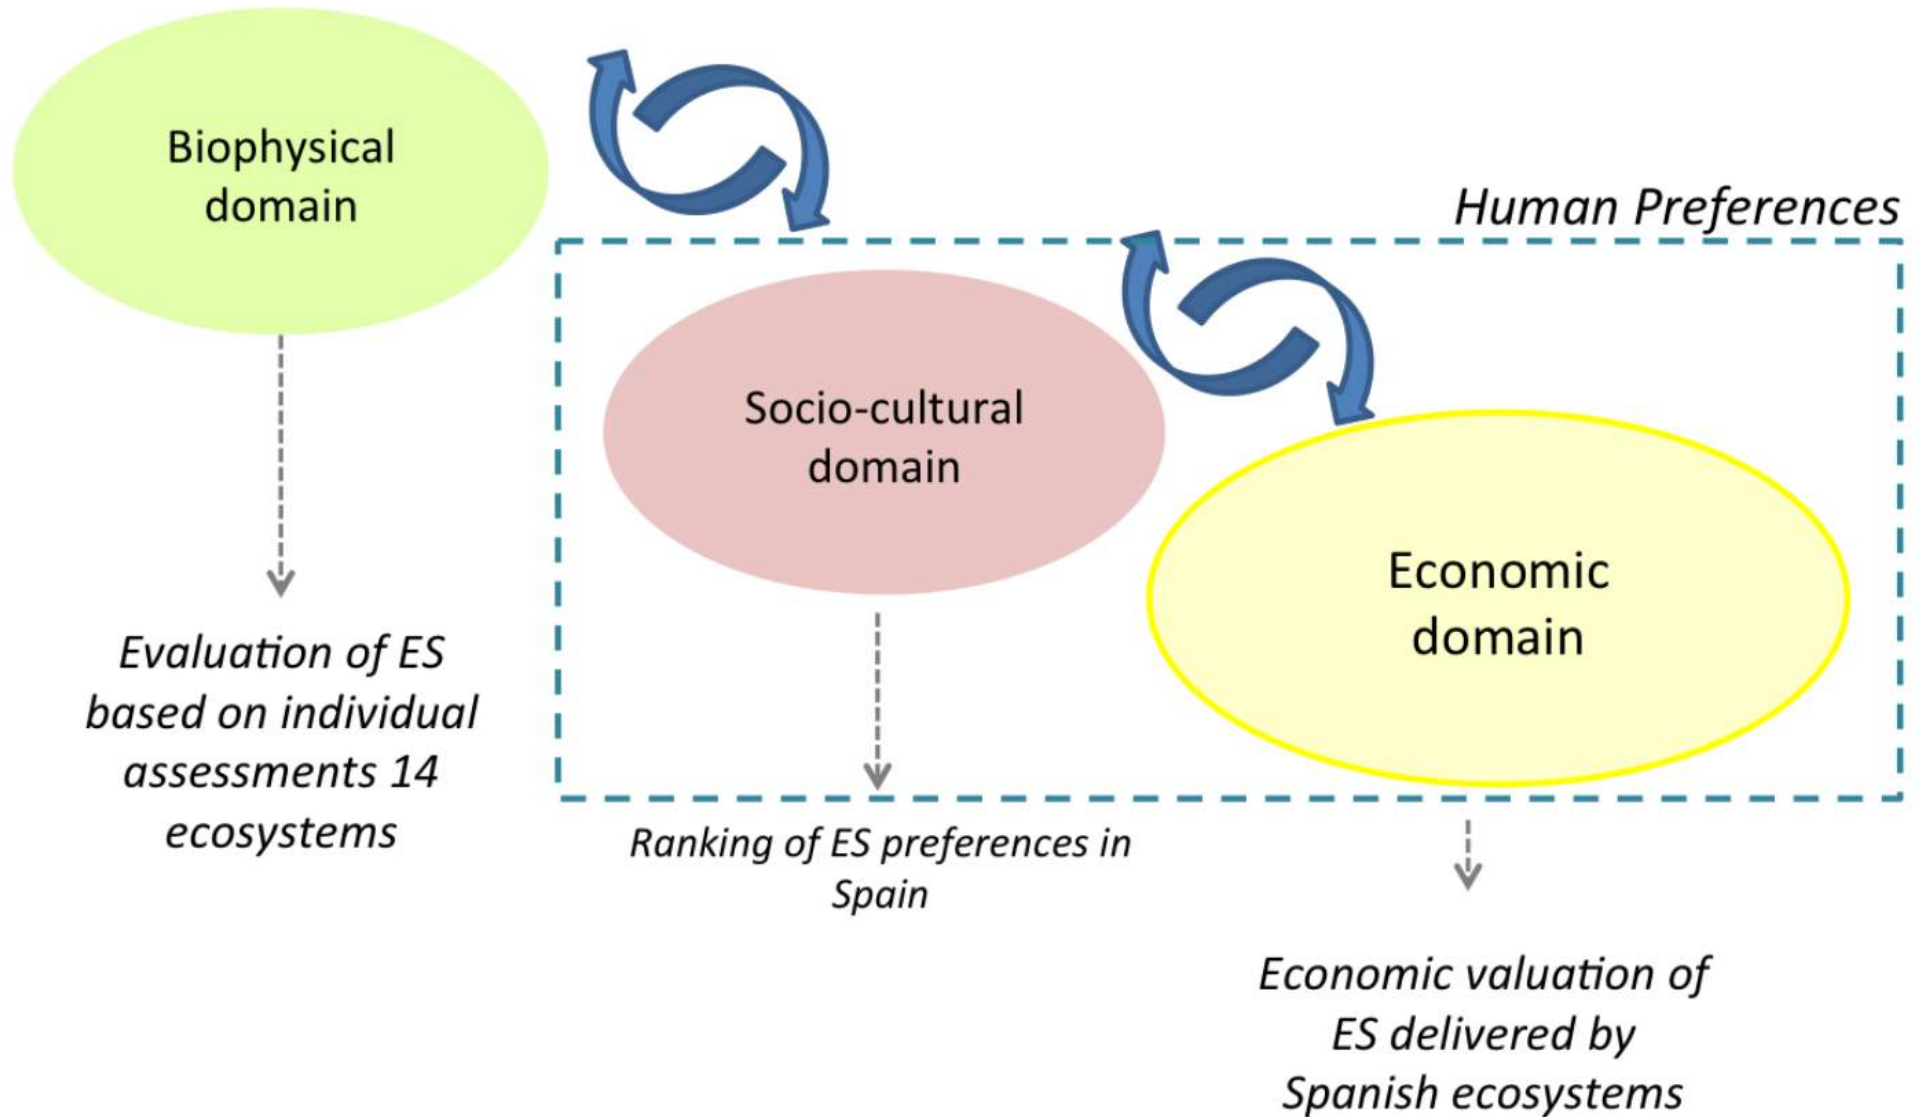 Biophysical
domain
Human Preferences
Socio-cultural
domain
Economic
domain
Evaluation of ES
based on individual
assessments 14
ecosystems
Ranking of ES preferences in
Spain
Economic valuation of
ES delivered by
Spanish ecosystems